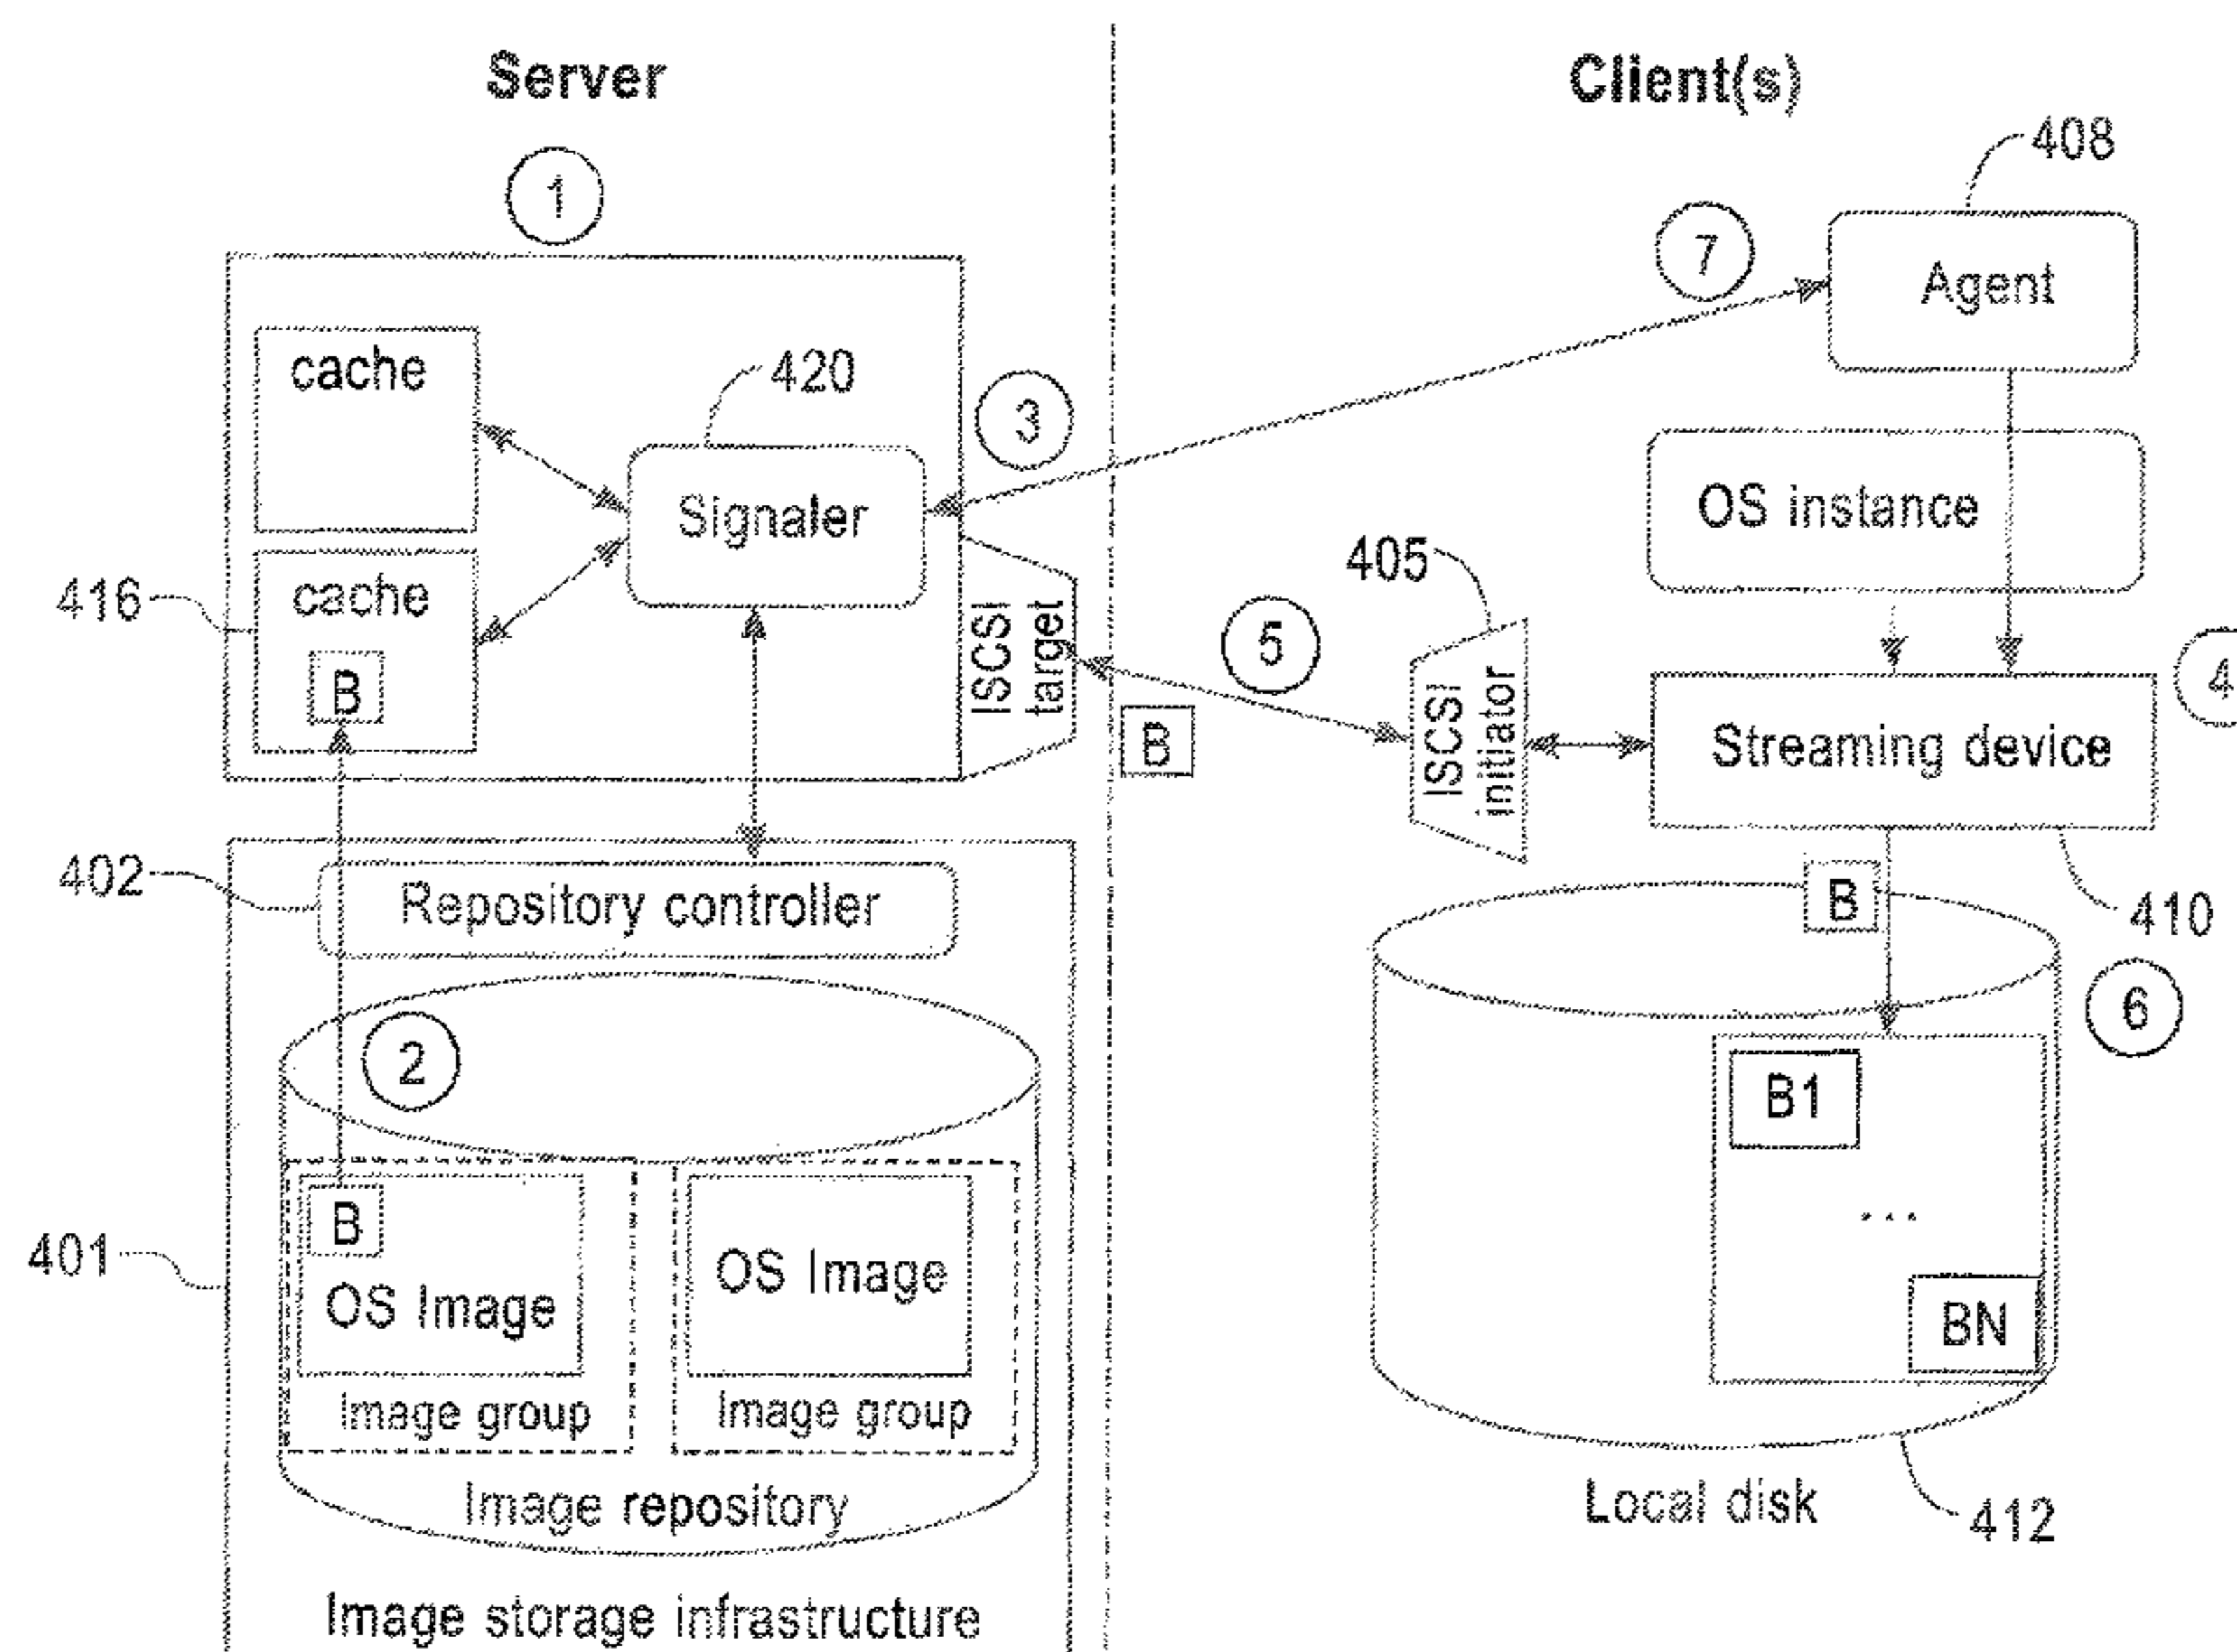 Server
Client(s)
1
408
7
Agent
cache
420
3
Signaler
OS instance
405
416
cache
B
ISCSI
target
5
4
B
ISCSI
initiator
Streaming device
402
Repository controller
B
410
2
6
B1
B
OS Image
OS Image
...
401
BN
Image group
Image group
Image repository
Local disk
412
Image storage infrastructure